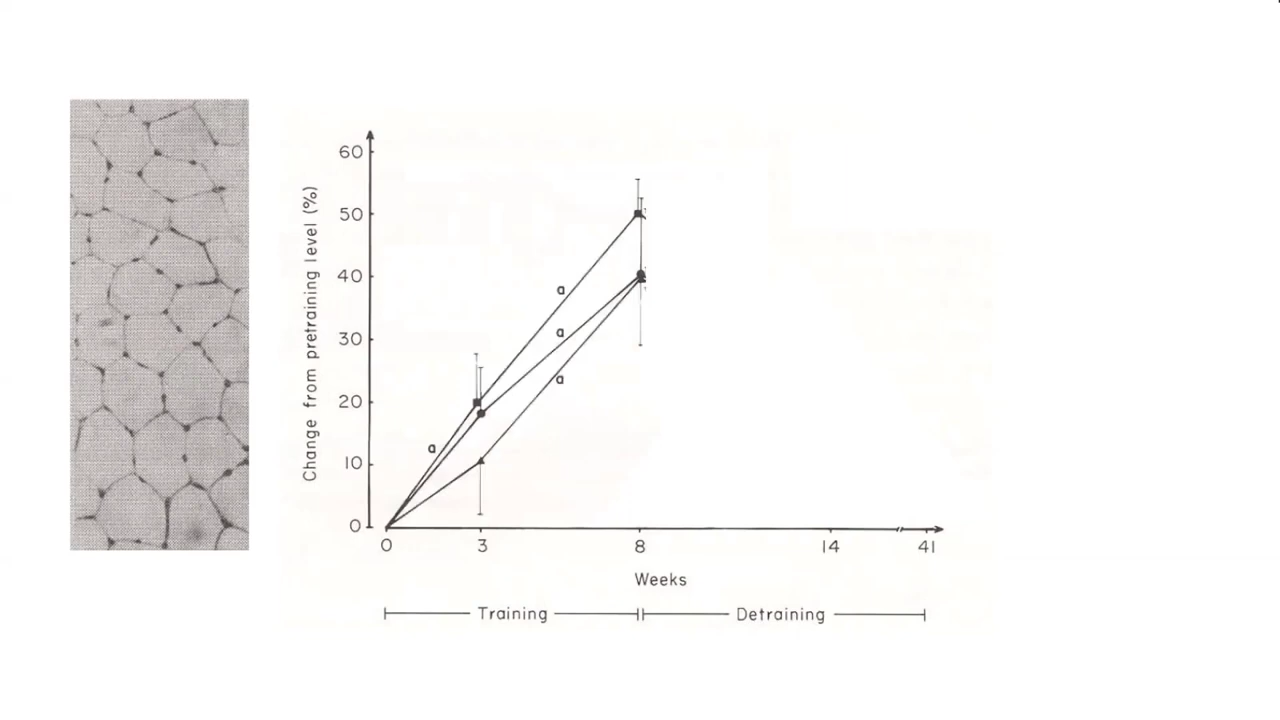 Change from pretraining level (%)
60
50
40
30
20
10
0
a
a
a
a
0 3 8 14 41
Weeks
Training Detraining